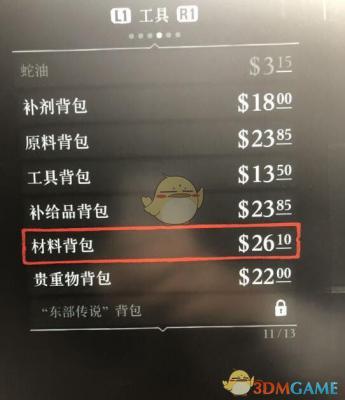 L1 工具 R1
蛇油 $3.15
补剂背包 $18.00
原料背包 $23.85
工具背包 $13.50
补给品背包 $23.85
材料背包 $26.10
贵重物背包 $22.00
“东部传说”背包
11/13
3DMGAME